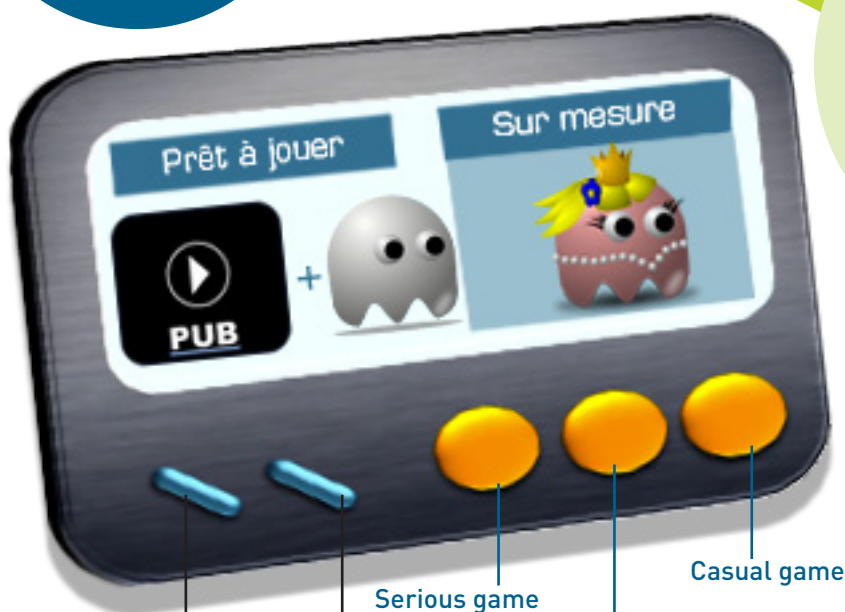 Prêt à jouer
Sur mesure
+
PUB
Casual game
Serious game